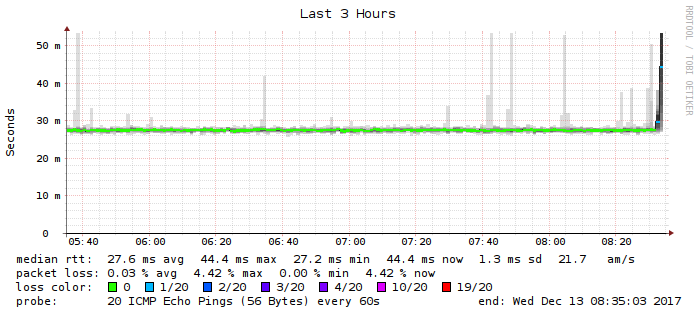 Last 3 Hours
RRDTOOL / TOBI OETIKER
Seconds
50 m
40 m
30 m
20 m
10 m
0
05:40 06:00 06:20 06:40 07:00 07:20 07:40 08:00 08:20
median rtt: 27.6 ms avg 44.4 ms max 27.2 ms min 44.4 ms now 1.3 ms sd 21.7 am/s
packet loss: 0.03 % avg 4.42 % max 0.00 % min 4.42 % now
loss color: 0 1/20 2/20 3/20 4/20 10/20 19/20
probe: 20 ICMP Echo Pings (56 Bytes) every 60s end: Wed Dec 13 08:35:03 2017